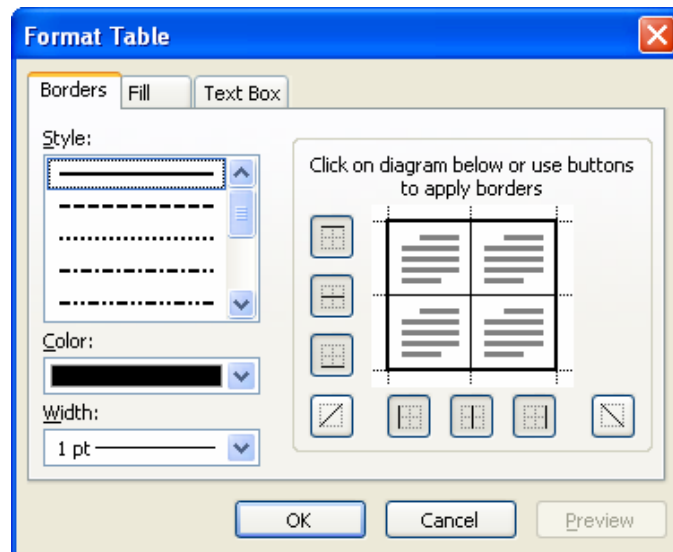 Format Table
Borders Fill Text Box
Style:
Click on diagram below or use buttons
to apply borders
Color:
Width:
1 pt
OK Cancel Preview